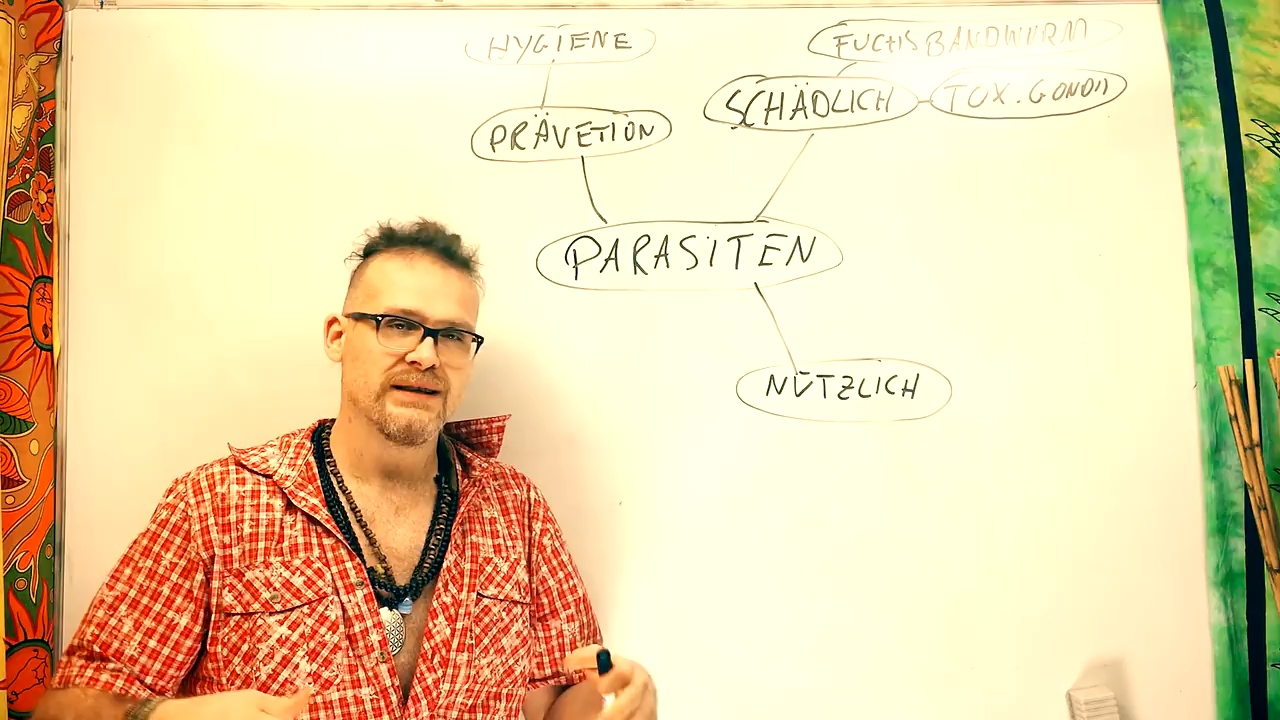 HYGIENE
FUCHSBANDWURM
SCHÄDLICH
TOX. GONDII
PRÄVETION
PARASITEN
NÜTZLICH